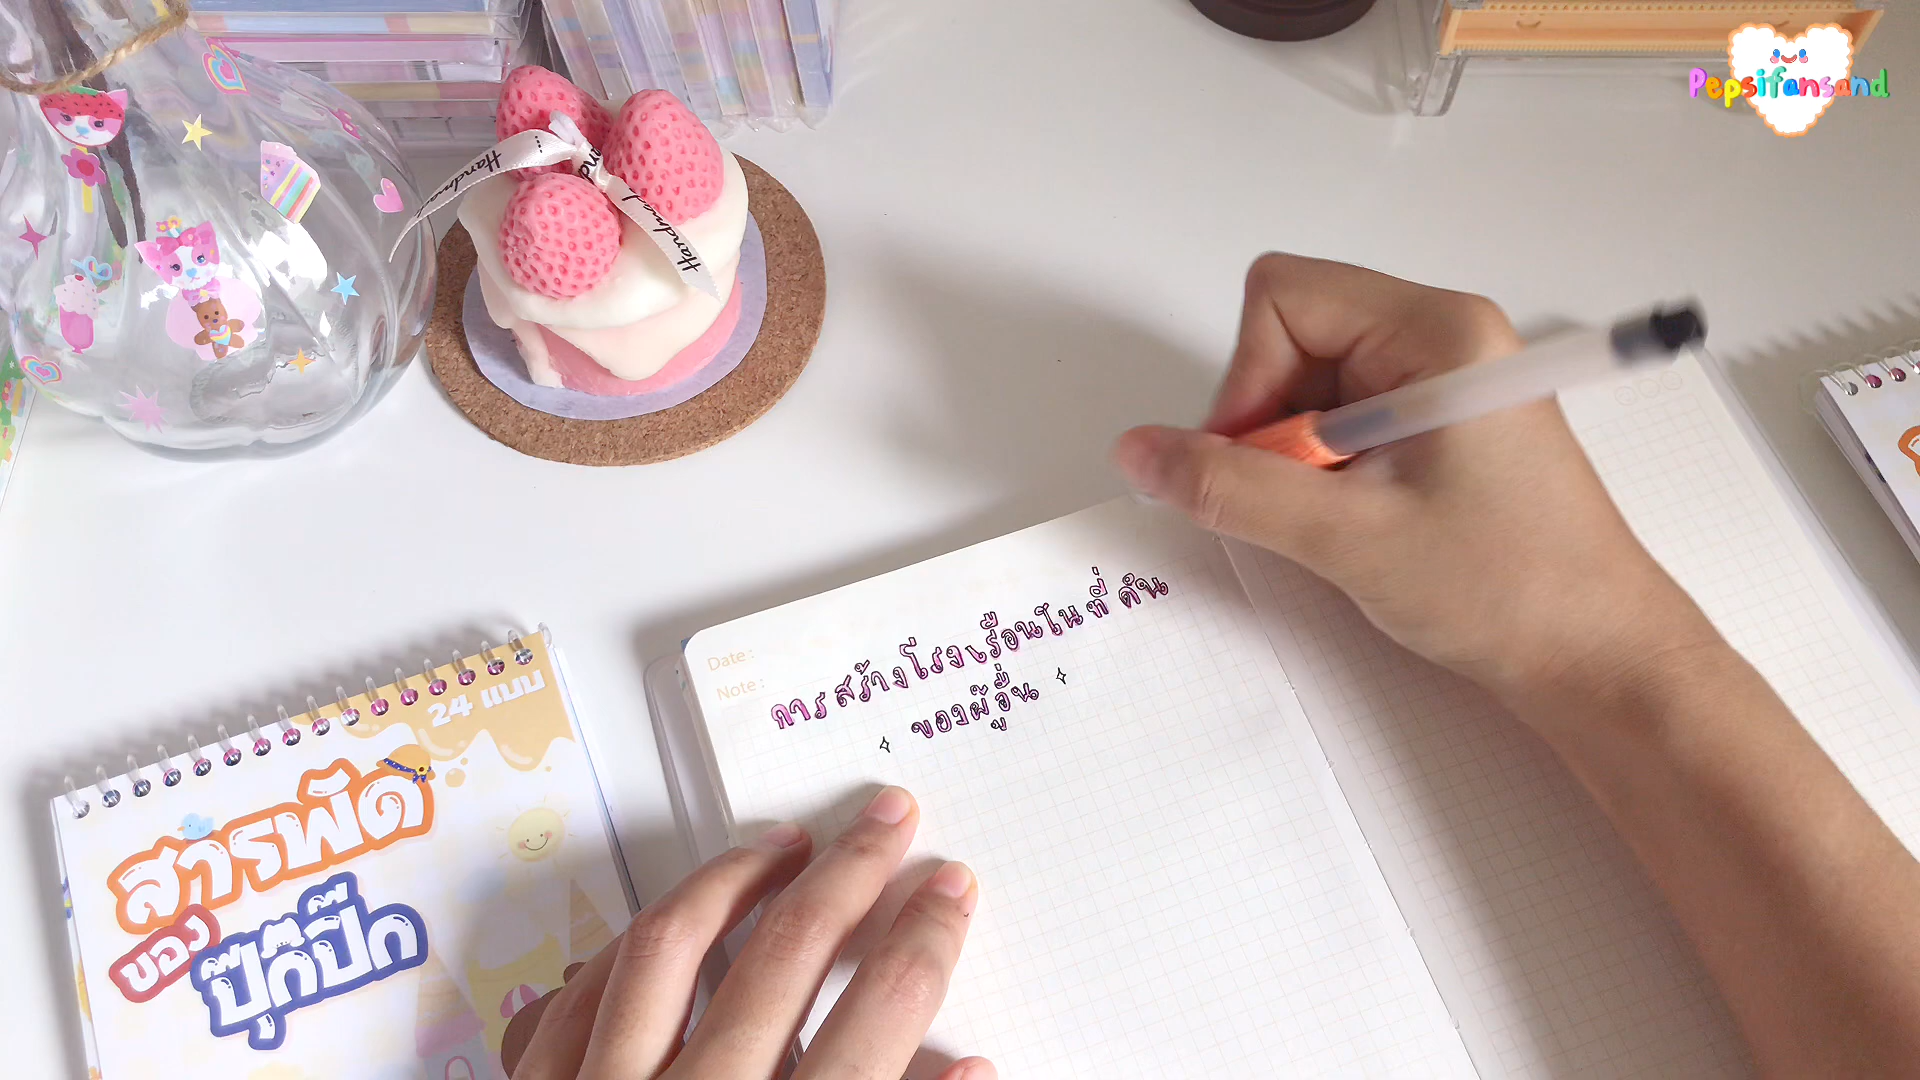 Pepsifansand
Handmad
Handmad
Date :
Note :
การสร้างโรงเรือนในที่ดิน
ของผู้อื่น
24 แบบ
สารพัด
ของ
ปุ๊กปิ๊ก